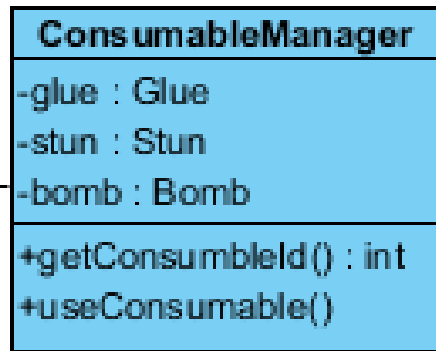 ConsumableManager
-glue : Glue
-stun : Stun
-bomb : Bomb
+getConsumbleId() : int
+useConsumable()